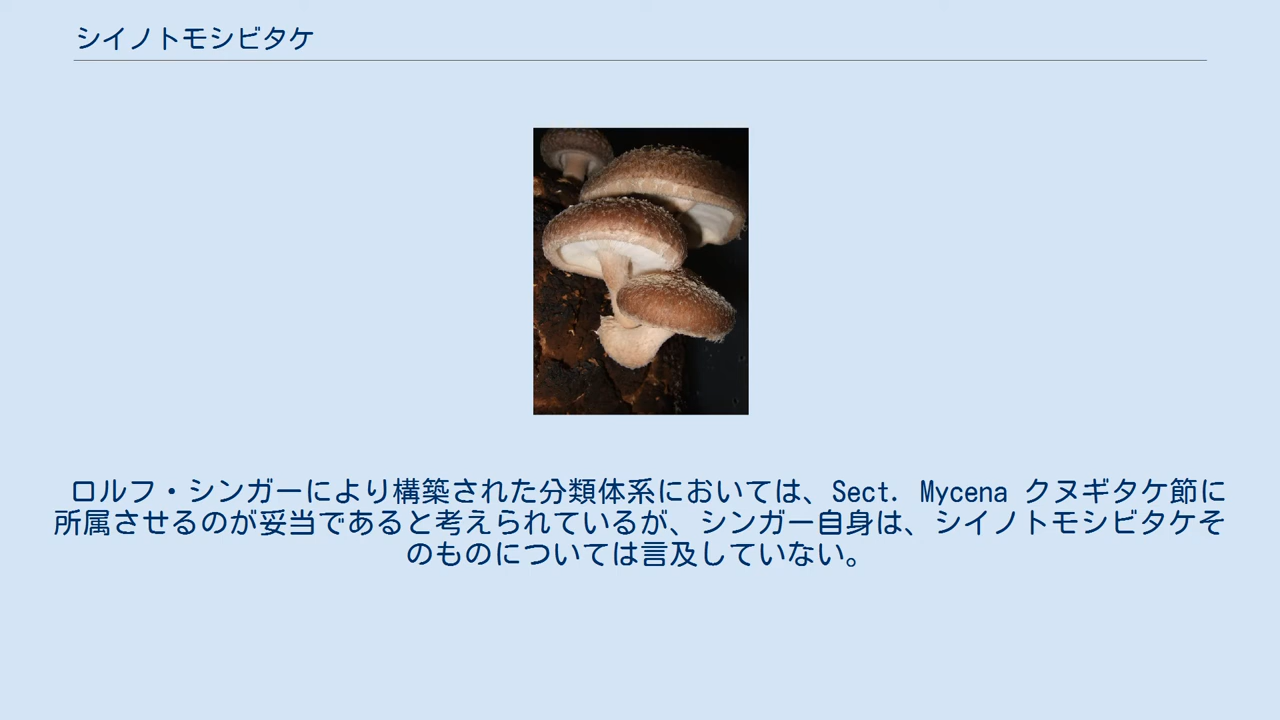 シイノトモシビタケ
ロルフ・シンガーにより構築された分類体系においては、Sect. Mycena クヌギタケ節に
所属させるのが妥当であると考えられているが、シンガー自身は、シイノトモシビタケそ
のものについては言及していない。